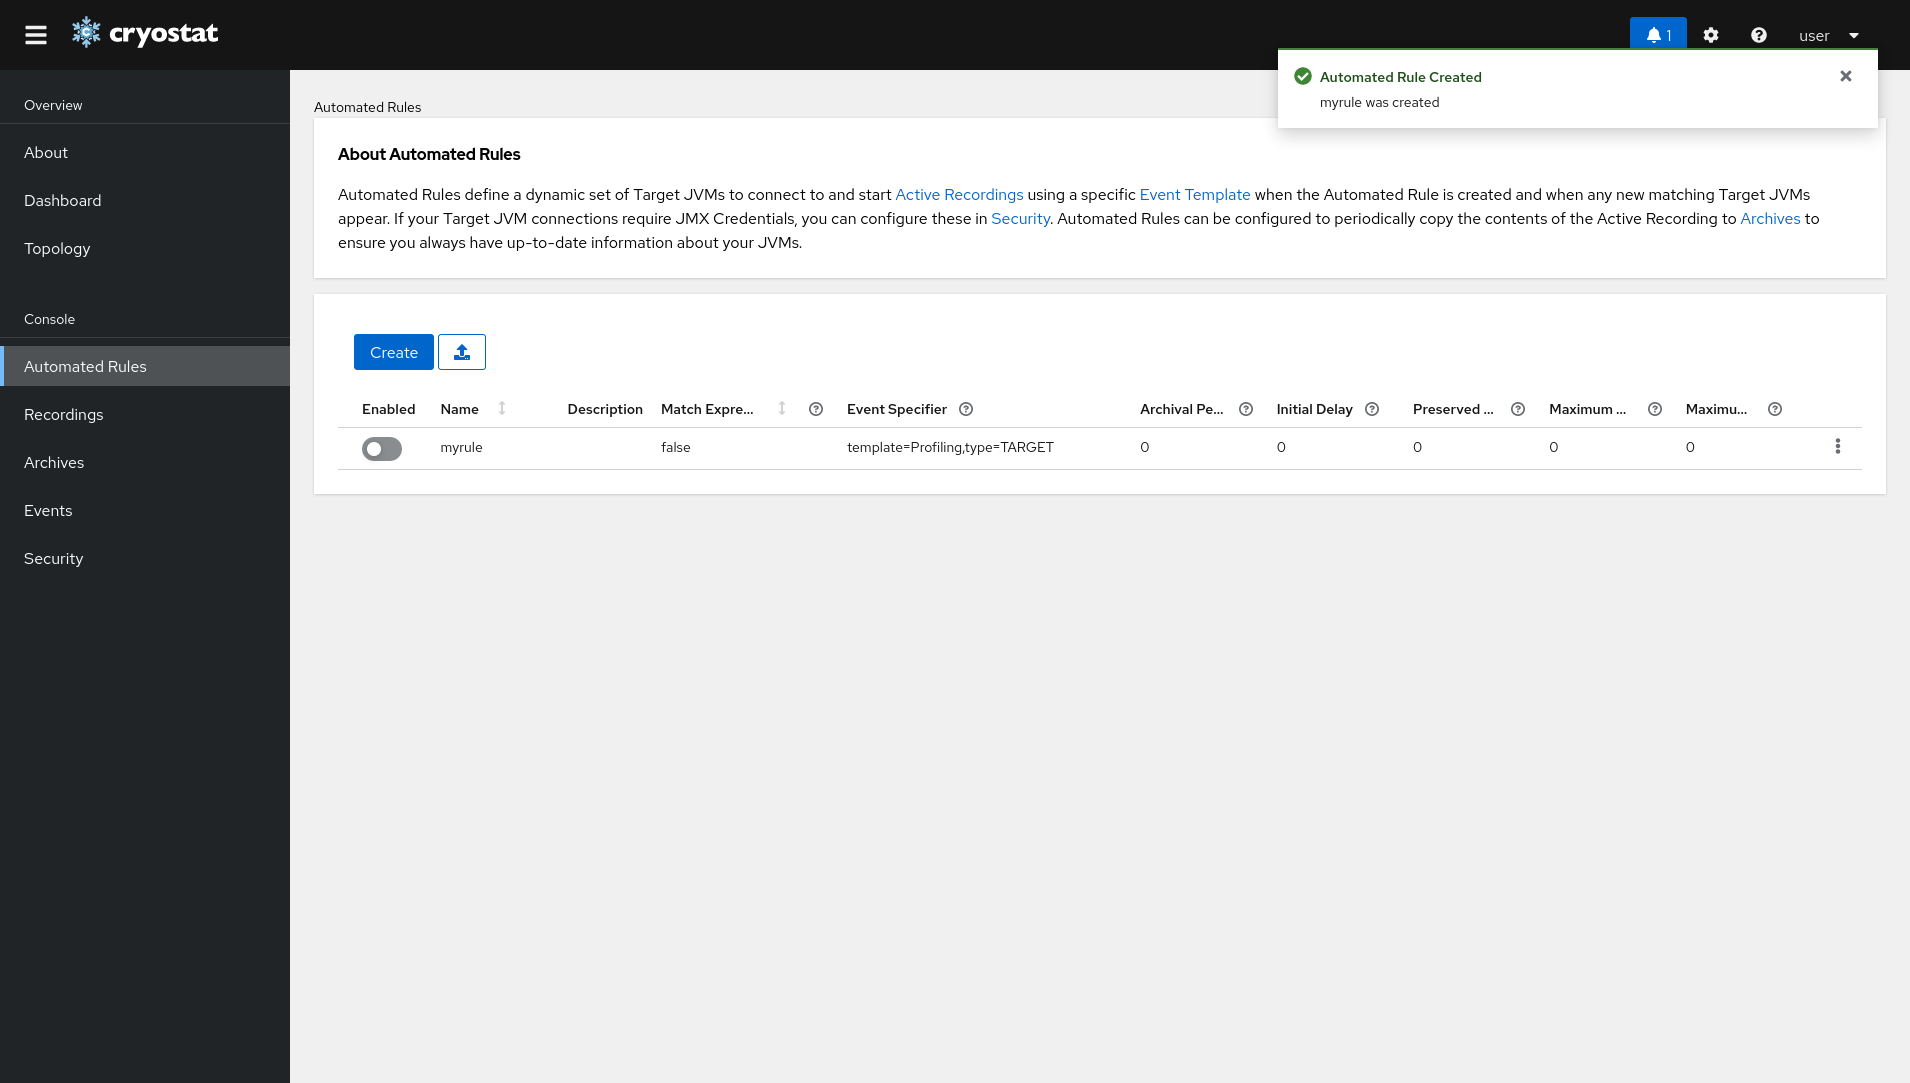 cryostat
1
user
Automated Rule Created
myrule was created
Overview
About
Dashboard
Topology
Console
Automated Rules
Recordings
Archives
Events
Security
Automated Rules
About Automated Rules
Automated Rules define a dynamic set of Target JVMs to connect to and start Active Recordings using a specific Event Template when the Automated Rule is created and when any new matching Target JVMs
appear. If your Target JVM connections require JMX Credentials, you can configure these in Security. Automated Rules can be configured to periodically copy the contents of the Active Recording to Archives to
ensure you always have up-to-date information about your JVMs.
Create
Enabled Name Description Match Expre... Event Specifier Archival Pe... Initial Delay Preserved ... Maximum ... Maximu...
myrule false template=Profiling,type=TARGET 0 0 0 0 0